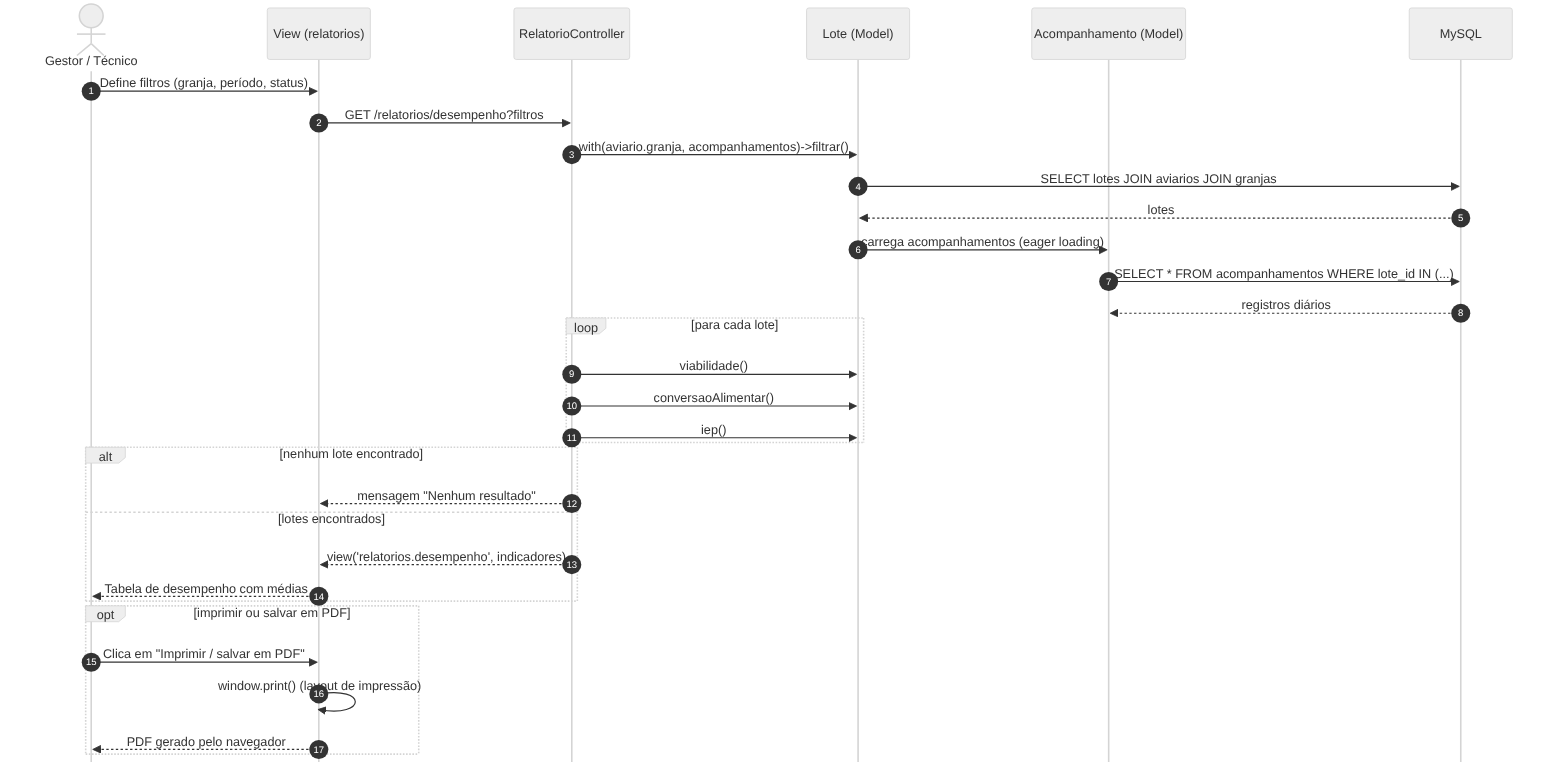 Gestor / Técnico
View (relatorios)
RelatorioController
Lote (Model)
Acompanhamento (Model)
MySQL
1
Define filtros (granja, período, status)
2
GET /relatorios/desempenho?filtros
3
with(aviario.granja, acompanhamentos)->filtrar()
4
SELECT lotes JOIN aviarios JOIN granjas
lotes
5
6
carrega acompanhamentos (eager loading)
7
SELECT * FROM acompanhamentos WHERE lote_id IN (...)
registros diários
8
loop
[para cada lote]
9
viabilidade()
10
conversaoAlimentar()
11
iep()
alt
[nenhum lote encontrado]
mensagem "Nenhum resultado"
12
[lotes encontrados]
view('relatorios.desempenho', indicadores)
13
Tabela de desempenho com médias
14
opt
[imprimir ou salvar em PDF]
15
Clica em "Imprimir / salvar em PDF"
window.print() (layout de impressão)
16
PDF gerado pelo navegador
17